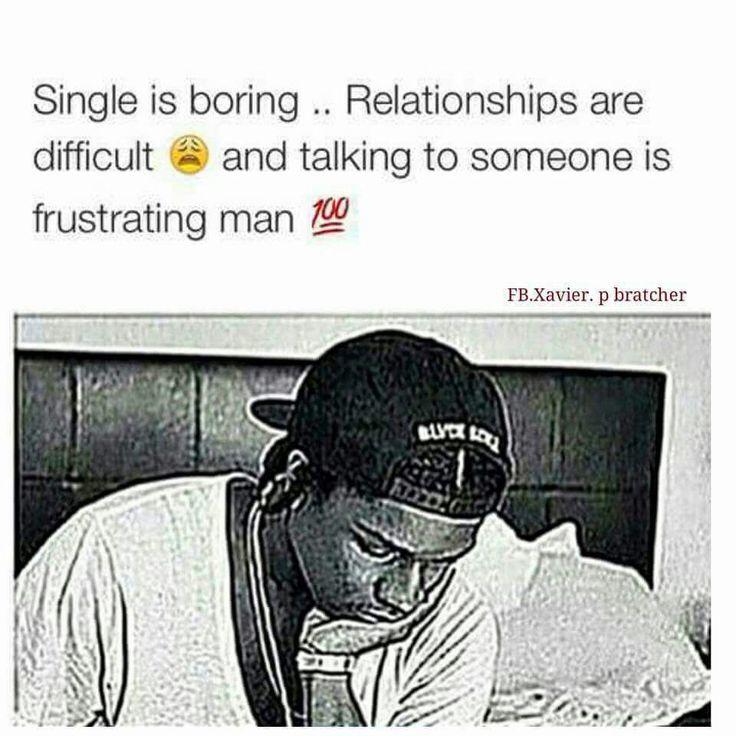 Single is boring .. Relationships are
difficult 😩 and talking to someone is
frustrating man 💯
FB.Xavier. p bratcher